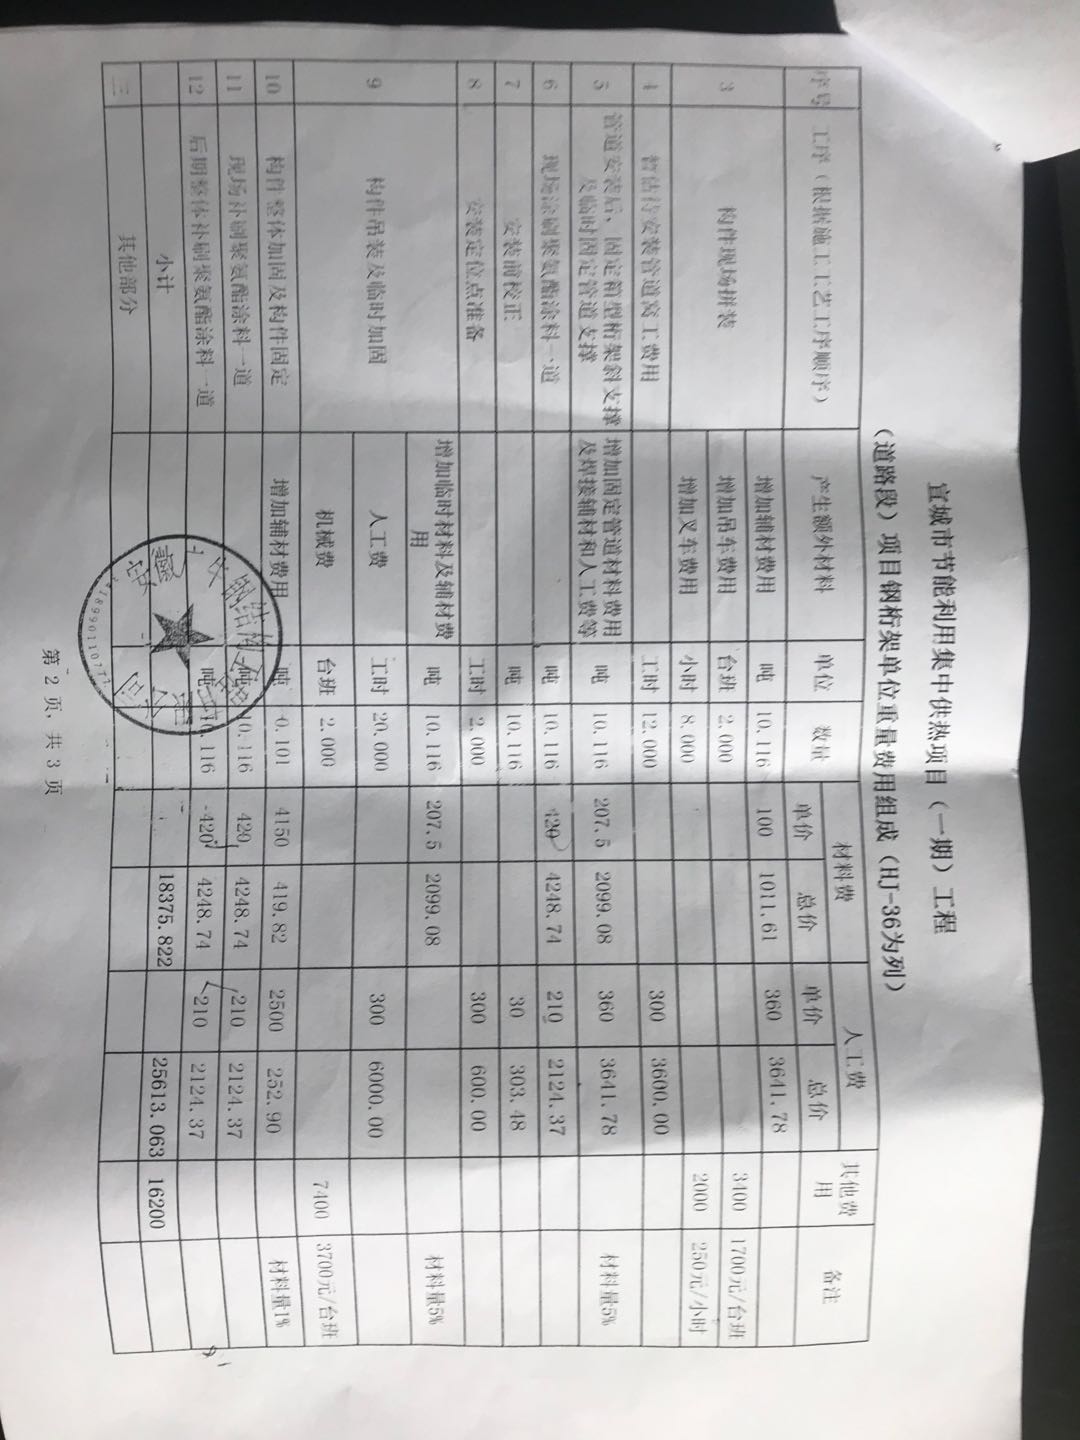 宣城市节能利用集中供热项目（一期）工程
（道路段）项目钢桁架单位重量费用组成（HJ-36为列）
序号 工序（根据施工工艺工序顺序） 产生额外材料 单位 数量 材料费 人工费 其他费用 备注
单价 总价 单价 总价
3 构件现场拼装 增加辅材费用 吨 10.116 100 1011.61 360 3641.78
增加吊车费用 台班 2.000 3400 1700元/台班
增加叉车费用 小时 8.000 2000 250元/小时
4 暂估待安装管道窝工费用 工时 12.000 300 3600.00
5 管道安装后，固定箱型桁架斜支撑及临时固定管道支撑 增加固定管道材料费用及焊接辅材和人工费等 吨 10.116 207.5 2099.08 360 3641.78 材料量5%
6 现场涂刷聚氨酯涂料一道 吨 10.116 420 4248.74 210 2124.37
7 安装前校正 吨 10.116 30 303.48
8 安装定位点准备 工时 2.000 300 600.00
9 构件吊装及临时加固 增加临时材料及辅材费用 吨 10.116 207.5 2099.08 材料量5%
人工费 工时 20.000 300 6000.00
机械费 台班 2.000 7400 3700元/台班
10 构件整体加固及构件固定 增加辅材费用 吨 0.101 4150 419.82 2500 252.90 材料量1%
11 现场补刷聚氨酯涂料一道 吨 10.116 420 4248.74 210 2124.37
12 后期整体补刷聚氨酯涂料一道 吨 10.116 420 4248.74 210 2124.37
小计 18375.822 25613.063 16200
三 其他部分
第 2 页, 共 3 页